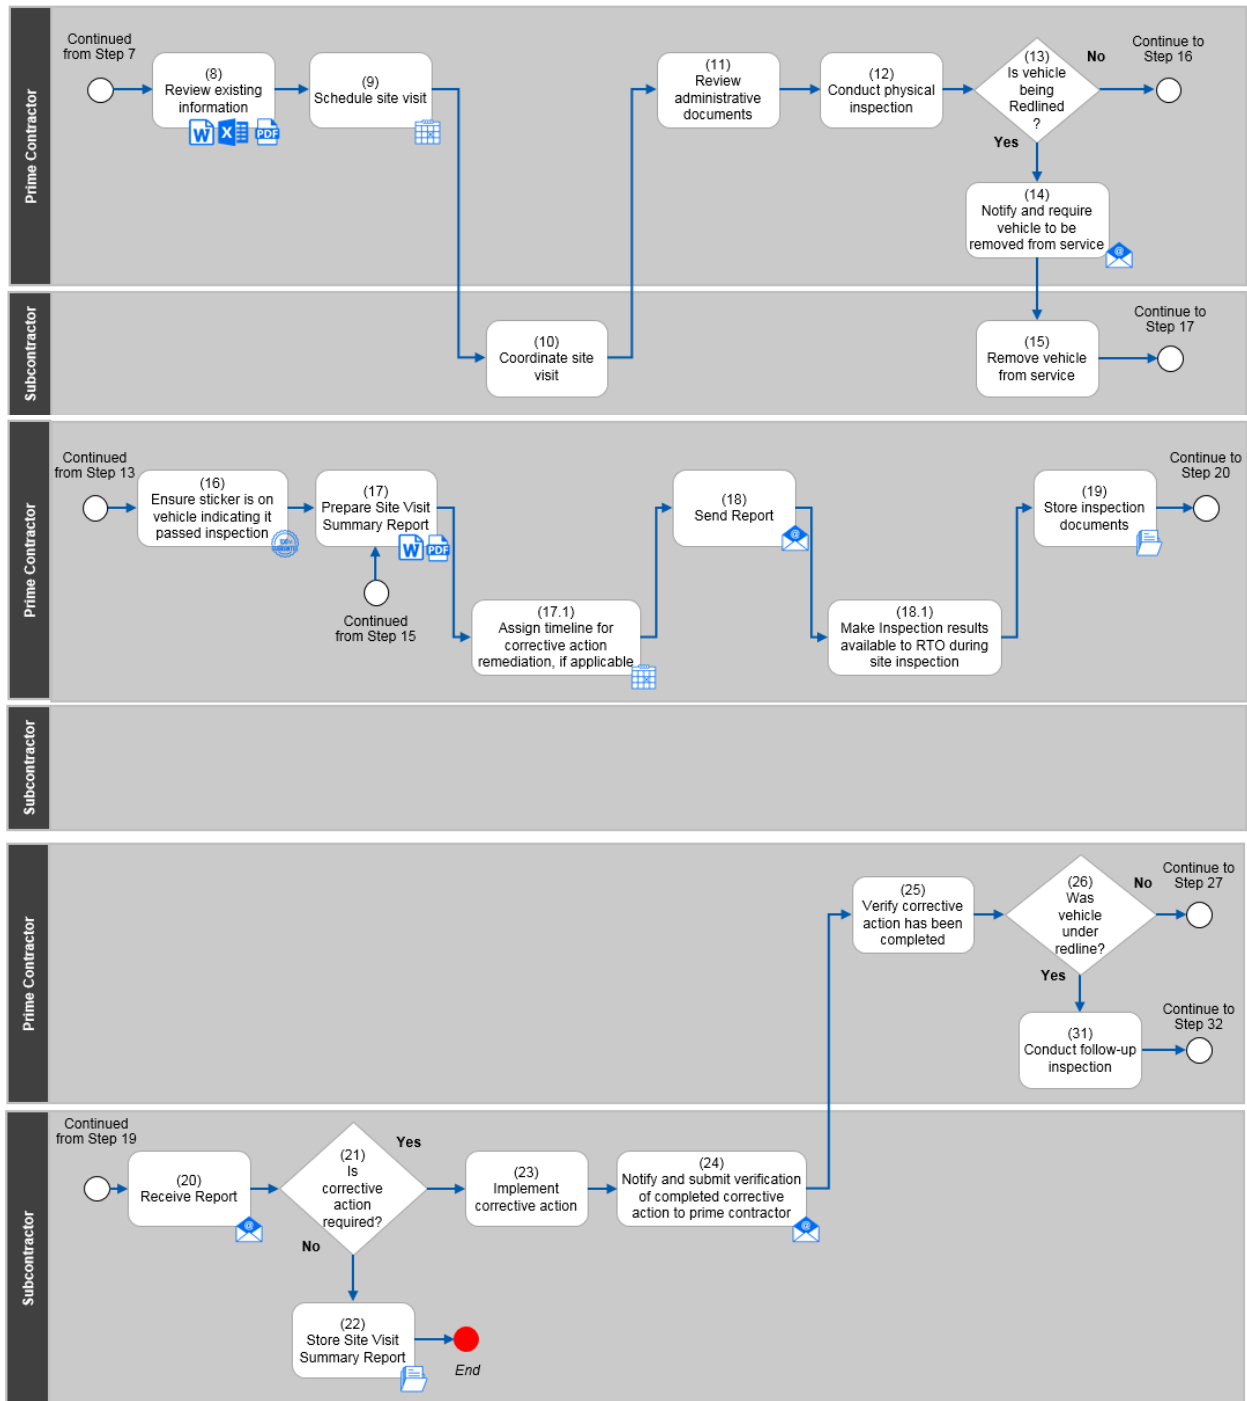 Prime Contractor
Continued
from Step 7
(8)
Review existing
information
W
X
PDF
(9)
Schedule site visit
(11)
Review
administrative
documents
(12)
Conduct physical
inspection
(13)
Is vehicle
being
Redlined
?
No
Continue to
Step 16
Yes
(14)
Notify and require
vehicle to be
removed from service
@
Subcontractor
(10)
Coordinate site
visit
(15)
Remove vehicle
from service
Continue to
Step 17
Prime Contractor
Continued
from Step 13
(16)
Ensure sticker is on
vehicle indicating it
passed inspection
(17)
Prepare Site Visit
Summary Report
W
PDF
Continued
from Step 15
(17.1)
Assign timeline for
corrective action
remediation, if applicable
(18)
Send Report
@
(18.1)
Make Inspection results
available to RTO during
site inspection
(19)
Store inspection
documents
Continue to
Step 20
Subcontractor
Prime Contractor
(25)
Verify corrective
action has been
completed
(26)
Was
vehicle
under
redline?
No
Continue to
Step 27
Yes
(31)
Conduct follow-up
inspection
Continue to
Step 32
Subcontractor
Continued
from Step 19
(20)
Receive Report
@
(21)
Is
corrective
action
required?
Yes
No
(23)
Implement
corrective action
(24)
Notify and submit verification
of completed corrective
action to prime contractor
@
(22)
Store Site Visit
Summary Report
End